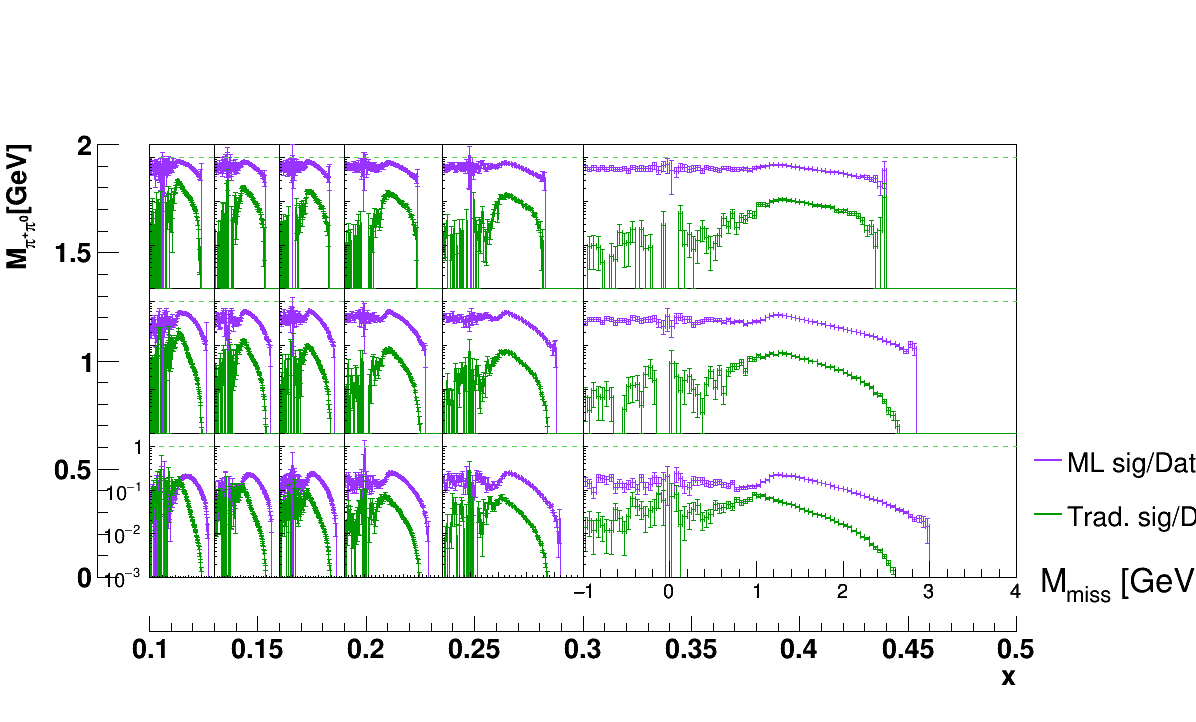 M_{π⁺π⁰} [GeV]
2
1.5
1
0.5
0
1
10⁻¹
10⁻²
10⁻³
ML sig/Dat
Trad. sig/D
M_{miss} [GeV
−1 0 1 2 3 4
0.1 0.15 0.2 0.25 0.3 0.35 0.4 0.45 0.5
x